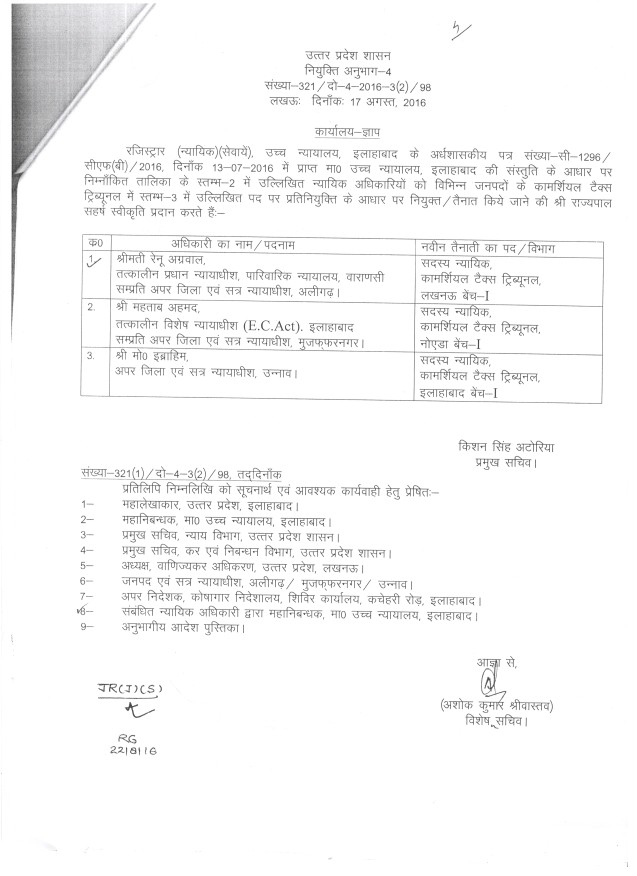 उत्तर प्रदेश शासन
नियुक्ति अनुभाग–4
संख्या–321/दो–4–2016–3(2)/98
लखनऊः दिनाँकः 17 अगस्त, 2016
कार्यालय–ज्ञाप
रजिस्ट्रार (न्यायिक)(सेवायें), उच्च न्यायालय, इलाहाबाद के अर्धशासकीय पत्र संख्या–सी–1296/
सीएफ(बी)/2016, दिनाँक 13–07–2016 में प्राप्त मा0 उच्च न्यायालय, इलाहाबाद की संस्तुति के आधार पर
निम्नाँकित तालिका के स्तम्भ–2 में उल्लिखित न्यायिक अधिकारियों को विभिन्न जनपदों के कामर्शियल टैक्स
ट्रिब्यूनल में स्तम्भ–3 में उल्लिखित पद पर प्रतिनियुक्ति के आधार पर नियुक्त/तैनात किये जाने की श्री राज्यपाल
सहर्ष स्वीकृति प्रदान करते हैंः–
क0 अधिकारी का नाम/पदनाम नवीन तैनाती का पद/विभाग
1. श्रीमती रेनू अग्रवाल, सदस्य न्यायिक,
तत्कालीन प्रधान न्यायाधीश, पारिवारिक न्यायालय, वाराणसी कामर्शियल टैक्स ट्रिब्यूनल,
सम्प्रति अपर जिला एवं सत्र न्यायाधीश, अलीगढ़। लखनऊ बेंच–I
2. श्री महताब अहमद, सदस्य न्यायिक,
तत्कालीन विशेष न्यायाधीश (E.C.Act). इलाहाबाद कामर्शियल टैक्स ट्रिब्यूनल,
सम्प्रति अपर जिला एवं सत्र न्यायाधीश, मुजफ्फरनगर। नोएडा बेंच–I
3. श्री मो0 इब्राहिम, सदस्य न्यायिक,
अपर जिला एवं सत्र न्यायाधीश, उन्नाव। कामर्शियल टैक्स ट्रिब्यूनल,
इलाहाबाद बेंच–I
किशन सिंह अटोरिया
प्रमुख सचिव।
संख्या–321(1)/दो–4–3(2)/98, तद्दिनाँक
प्रतिलिपि निम्नलिखि को सूचनार्थ एवं आवश्यक कार्यवाही हेतु प्रेषितः–
1– महालेखाकार, उत्तर प्रदेश, इलाहाबाद।
2– महानिबन्धक, मा0 उच्च न्यायालय, इलाहाबाद।
3– प्रमुख सचिव, न्याय विभाग, उत्तर प्रदेश शासन।
4– प्रमुख सचिव, कर एवं निबन्धन विभाग, उत्तर प्रदेश शासन।
5– अध्यक्ष, वाणिज्यकर अधिकरण, उत्तर प्रदेश, लखनऊ।
6– जनपद एवं सत्र न्यायाधीश, अलीगढ़/ मुजफ्फरनगर/ उन्नाव।
7– अपर निदेशक, कोषागार निदेशालय, शिविर कार्यालय, कचेहरी रोड़, इलाहाबाद।
8– संबंधित न्यायिक अधिकारी द्वारा महानिबन्धक, मा0 उच्च न्यायालय, इलाहाबाद।
9– अनुभागीय आदेश पुस्तिका।
आज्ञा से,
(अशोक कुमार श्रीवास्तव)
विशेष सचिव।
JR(J)(S)
RG
22/8/16